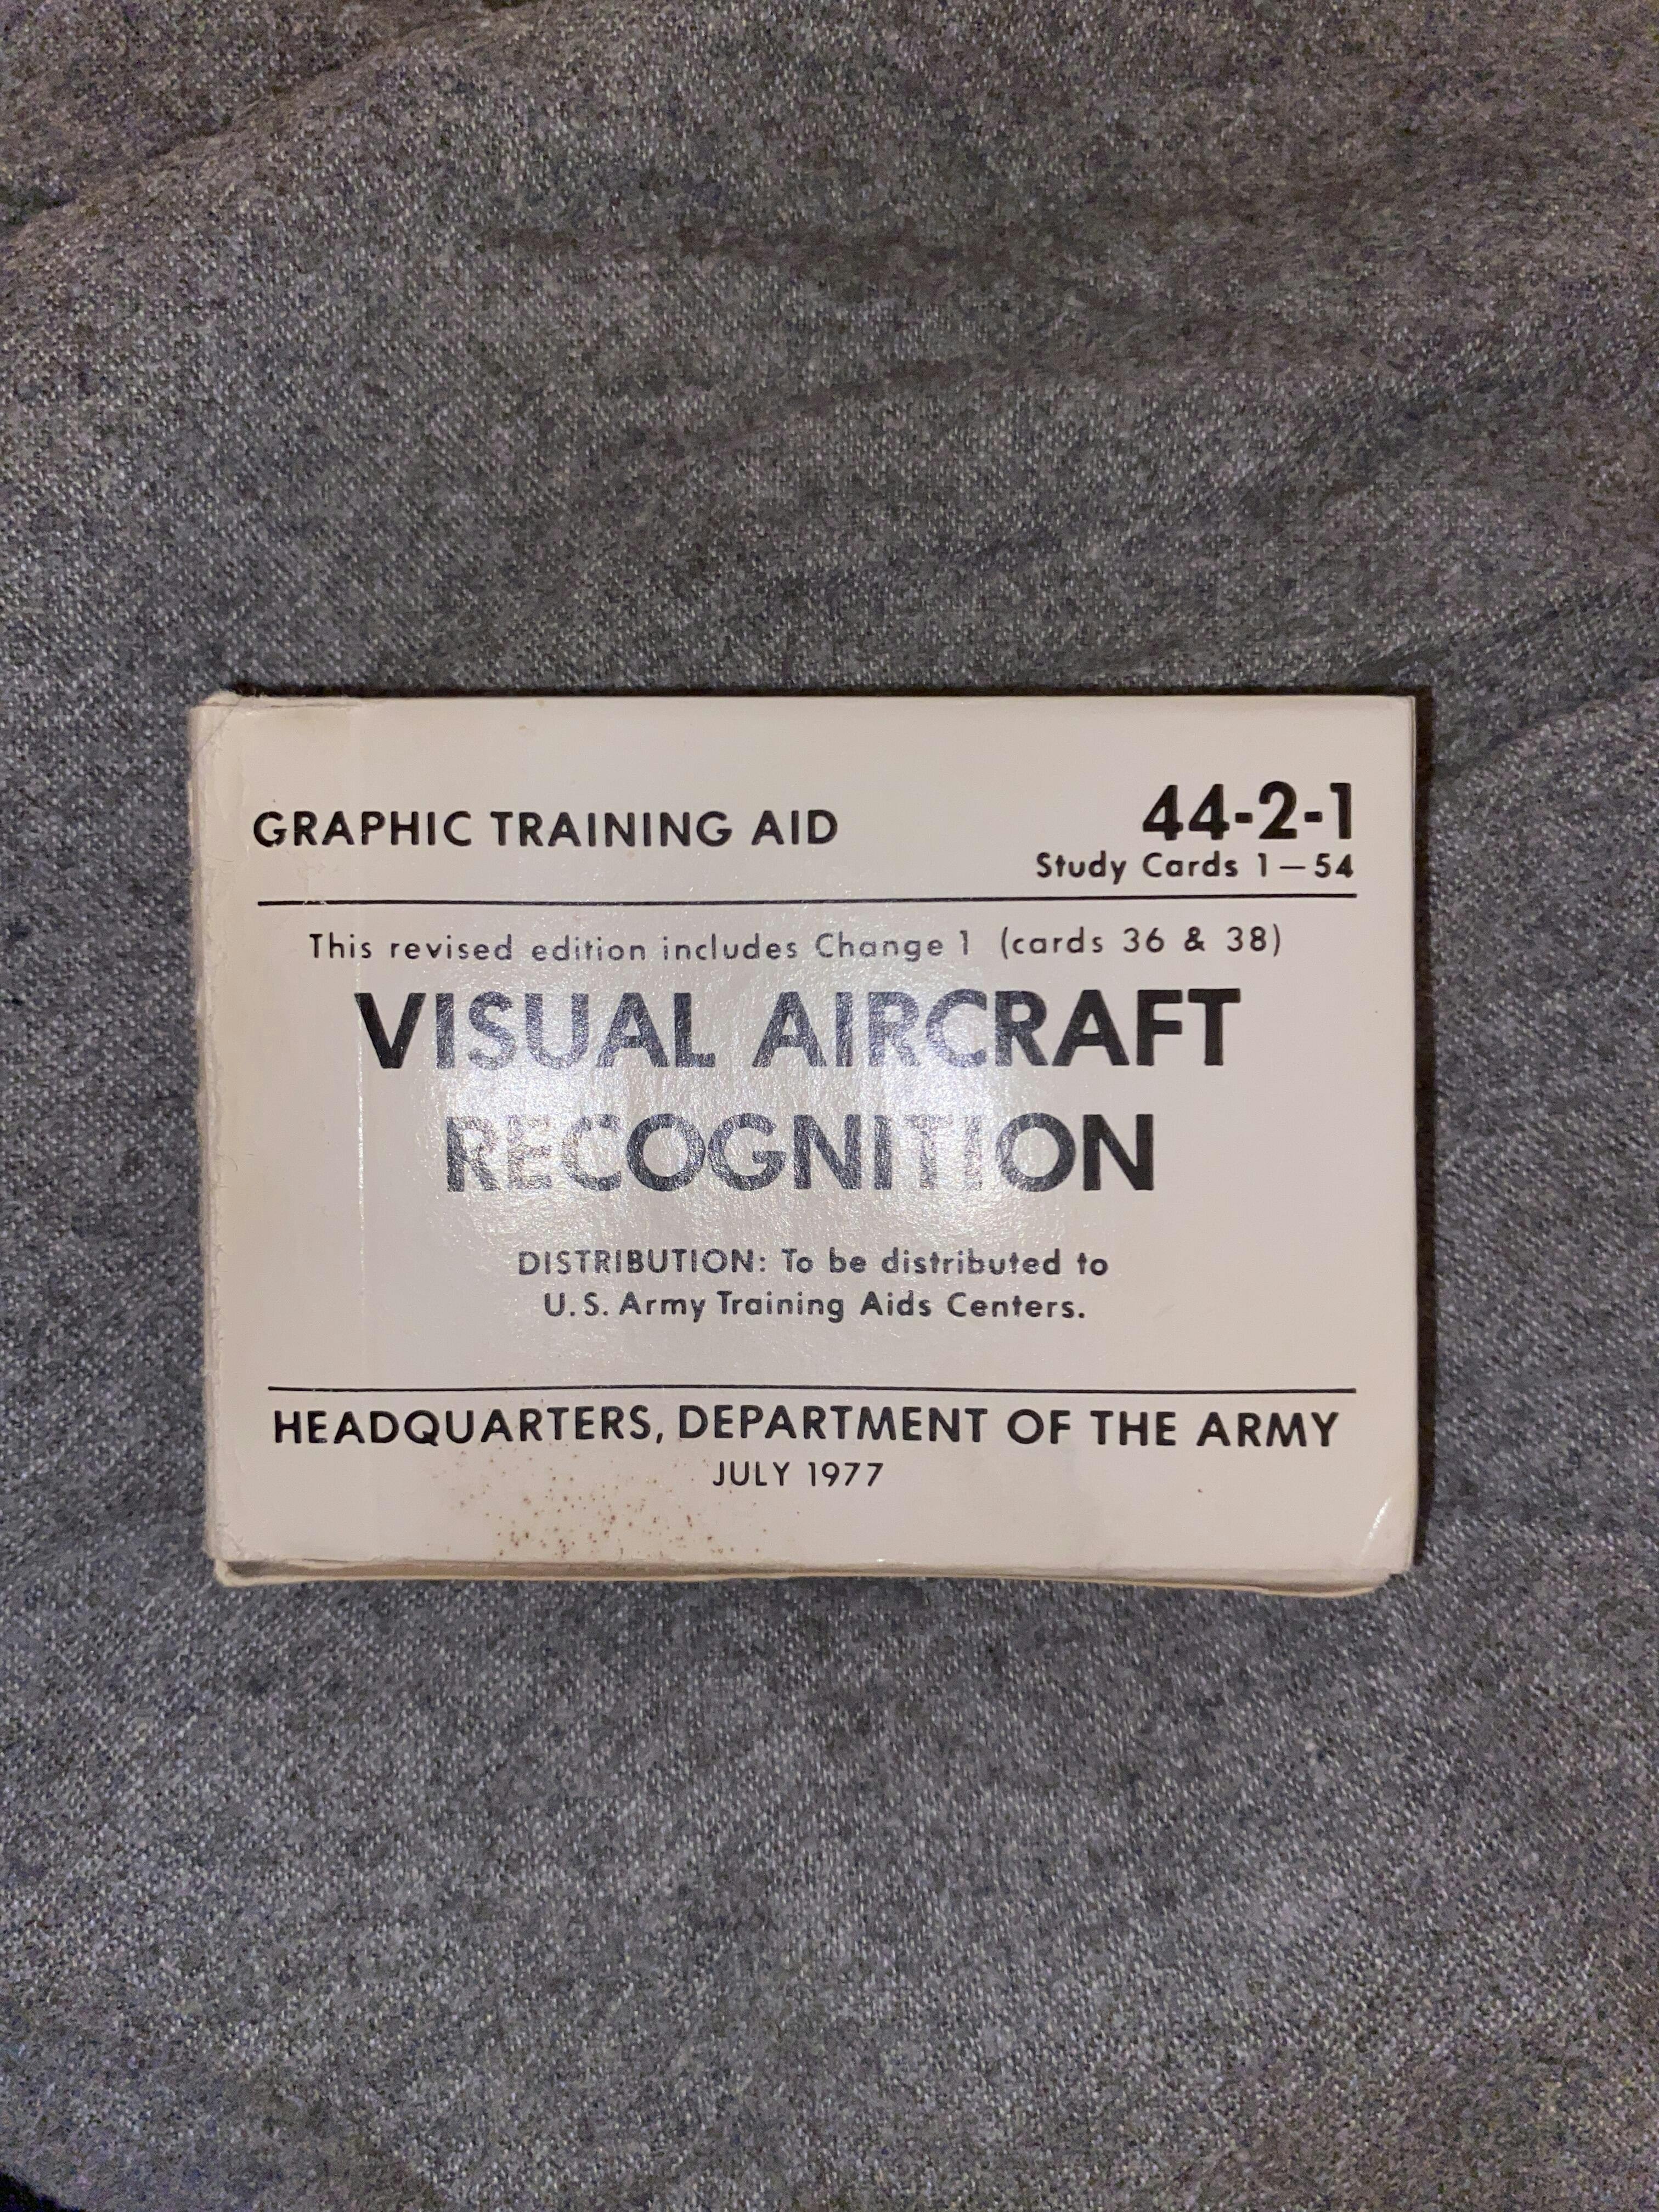 GRAPHIC TRAINING AID
44-2-1
Study Cards 1—54
This revised edition includes Change 1 (cards 36 & 38)
VISUAL AIRCRAFT
RECOGNITION
DISTRIBUTION: To be distributed to
U.S. Army Training Aids Centers.
HEADQUARTERS, DEPARTMENT OF THE ARMY
JULY 1977